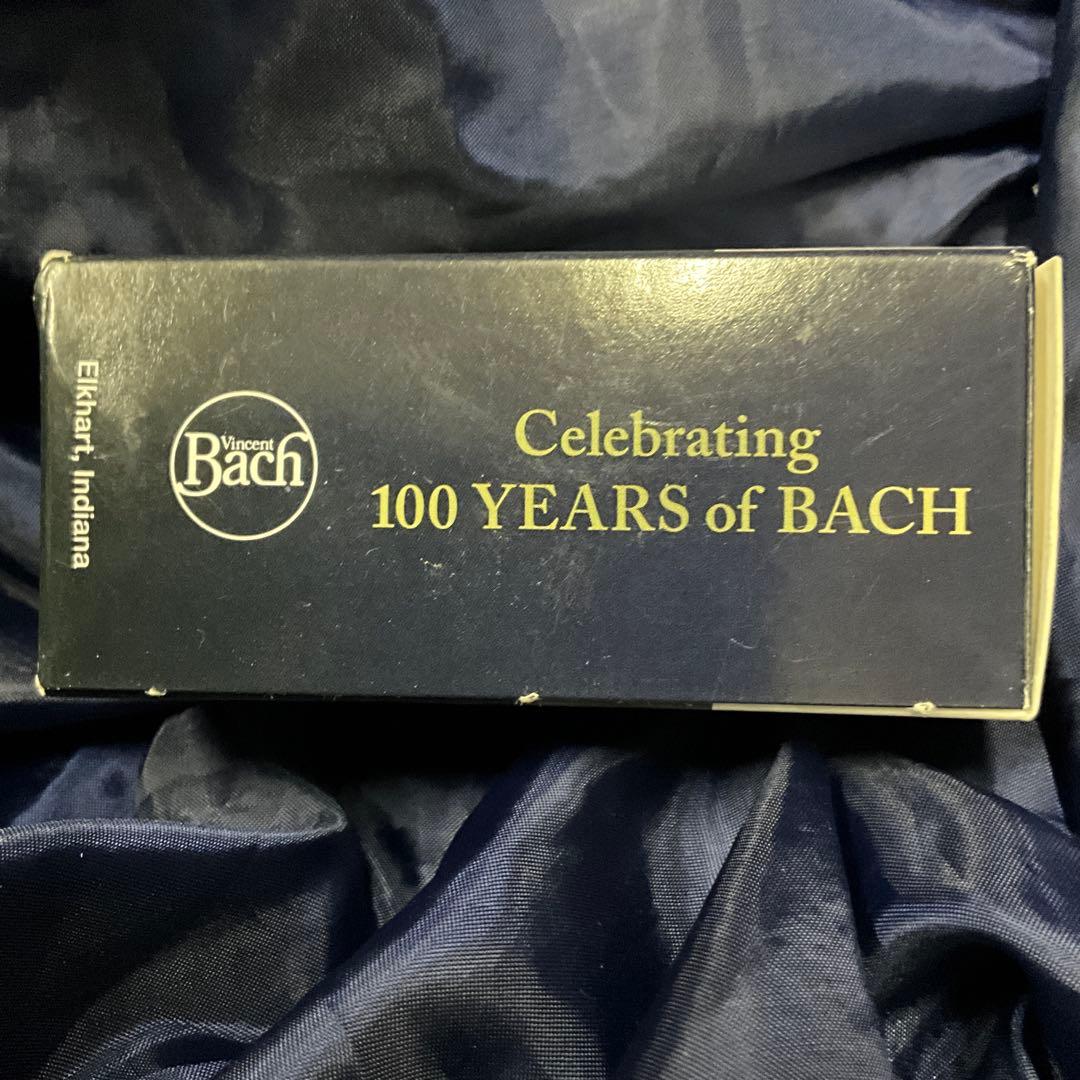 Elkhart, Indiana
Vincent
Bach
Celebrating
100 YEARS of BACH